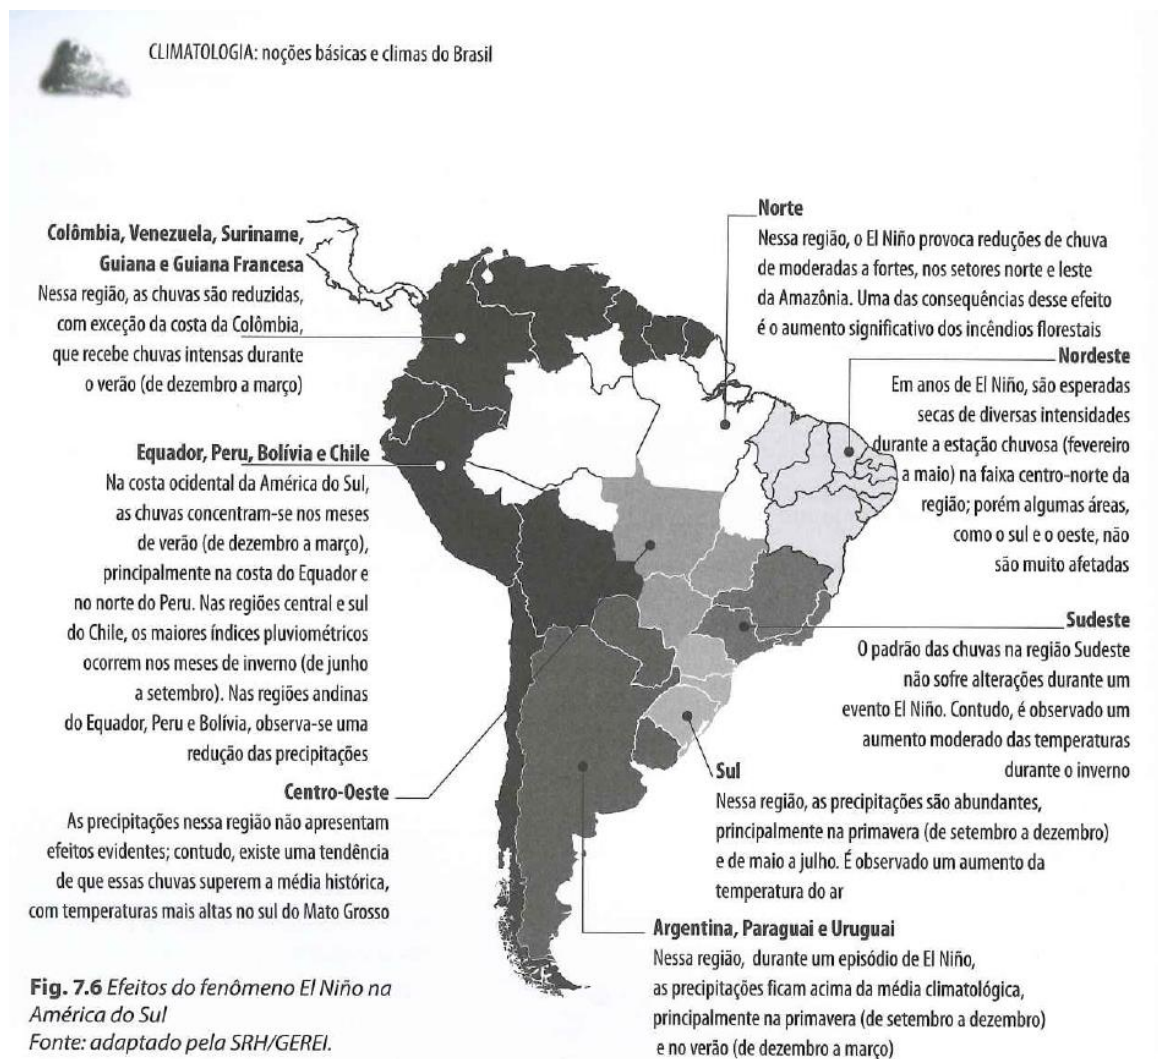 CLIMATOLOGIA: noções básicas e climas do Brasil
Colômbia, Venezuela, Suriname,
Guiana e Guiana Francesa
Nessa região, as chuvas são reduzidas,
com exceção da costa da Colômbia,
que recebe chuvas intensas durante
o verão (de dezembro a março)
Norte
Nessa região, o El Niño provoca reduções de chuva
de moderadas a fortes, nos setores norte e leste
da Amazônia. Uma das consequências desse efeito
é o aumento significativo dos incêndios florestais
Nordeste
Em anos de El Niño, são esperadas
secas de diversas intensidades
durante a estação chuvosa (fevereiro
a maio) na faixa centro-norte da
região; porém algumas áreas,
como o sul e o oeste, não
são muito afetadas
Equador, Peru, Bolívia e Chile
Na costa ocidental da América do Sul,
as chuvas concentram-se nos meses
de verão (de dezembro a março),
principalmente na costa do Equador e
no norte do Peru. Nas regiões central e sul
do Chile, os maiores índices pluviométricos
ocorrem nos meses de inverno (de junho
a setembro). Nas regiões andinas
do Equador, Peru e Bolívia, observa-se uma
redução das precipitações
Sudeste
O padrão das chuvas na região Sudeste
não sofre alterações durante um
evento El Niño. Contudo, é observado um
aumento moderado das temperaturas
durante o inverno
Centro-Oeste
As precipitações nessa região não apresentam
efeitos evidentes; contudo, existe uma tendência
de que essas chuvas superem a média histórica,
com temperaturas mais altas no sul do Mato Grosso
Sul
Nessa região, as precipitações são abundantes,
principalmente na primavera (de setembro a dezembro)
e de maio a julho. É observado um aumento da
temperatura do ar
Argentina, Paraguai e Uruguai
Nessa região, durante um episódio de El Niño,
as precipitações ficam acima da média climatológica,
principalmente na primavera (de setembro a dezembro)
e no verão (de dezembro a março)
Fig. 7.6 Efeitos do fenômeno El Niño na
América do Sul
Fonte: adaptado pela SRH/GEREI.